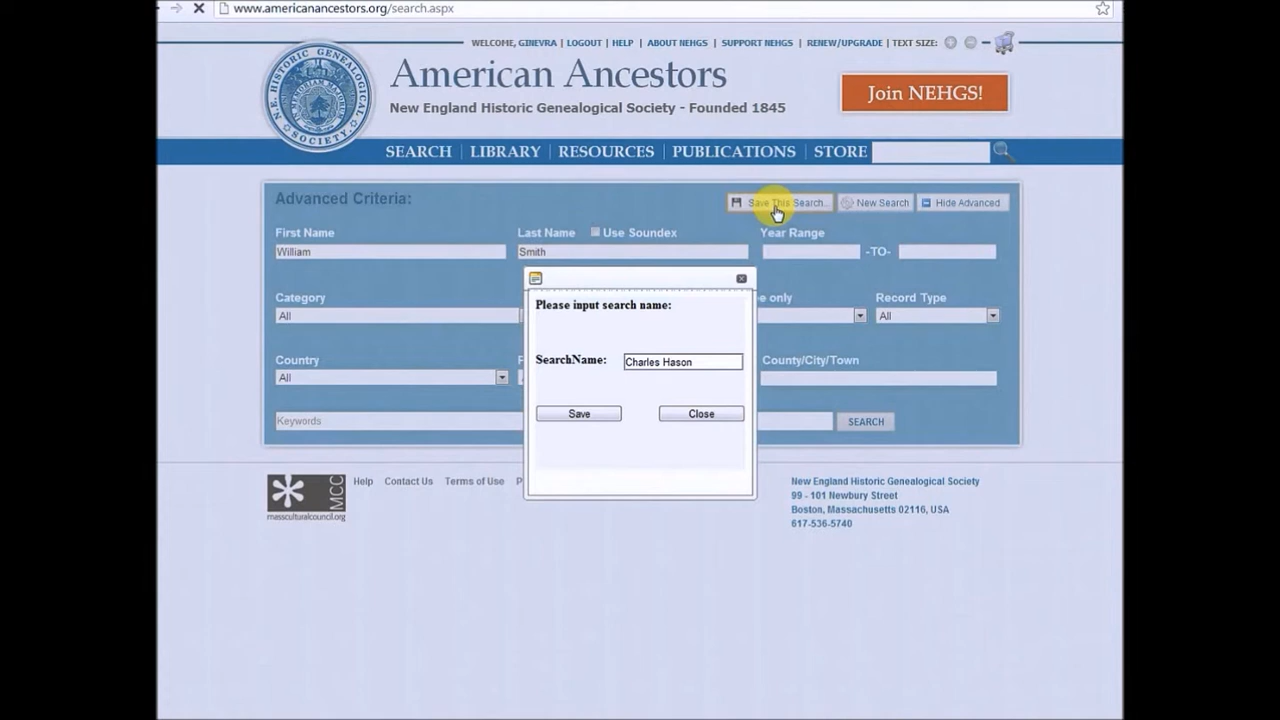 www.americanancestors.org/search.aspx
WELCOME, GINEVRA | LOGOUT | HELP | ABOUT NEHGS | SUPPORT NEHGS | RENEW/UPGRADE | TEXT SIZE:
N.E. HISTORIC GENEALOGICAL SOCIETY
American Ancestors
New England Historic Genealogical Society - Founded 1845
Join NEHGS!
SEARCH | LIBRARY | RESOURCES | PUBLICATIONS | STORE
Advanced Criteria:
Save This Search... New Search Hide Advanced
First Name Last Name Use Soundex Year Range
William Smith -TO-
Category e only Record Type
All All
Country County/City/Town
All
Keywords SEARCH
Please input search name:
SearchName: Charles Hason
Save Close
MCC
massculturalcouncil.org
Help Contact Us Terms of Use P
New England Historic Genealogical Society
99 - 101 Newbury Street
Boston, Massachusetts 02116, USA
617-536-5740